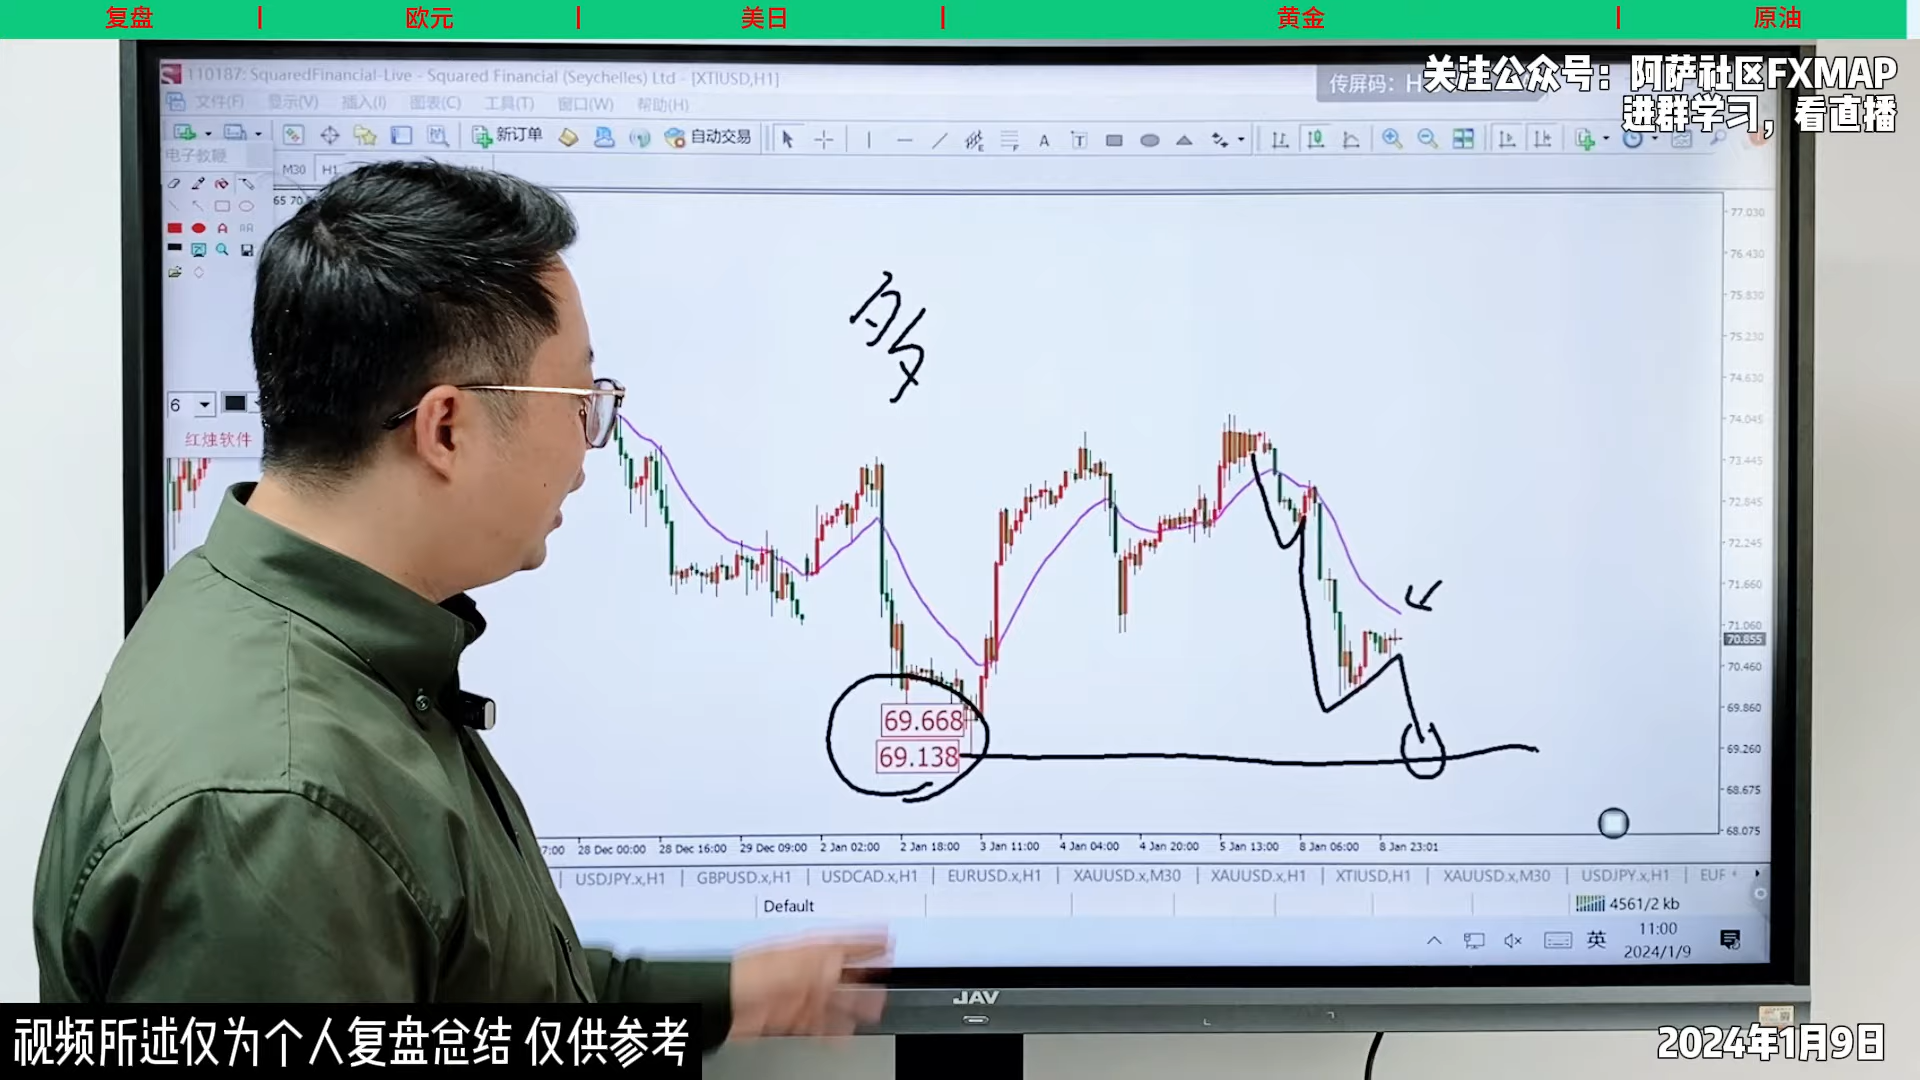 复盘 | 欧元 | 美日 | 黄金 | 原油
关注公众号：阿萨社区FXMAP
进群学习，看直播
110187: SquaredFinancial-Live - Squared Financial (Seychelles) Ltd - [XTIUSD,H1]
传屏码：H
文件(F) 显示(V) 插入(I) 图表(C) 工具(T) 窗口(W) 帮助(H)
新订单 自动交易
电子教鞭
M30 H1
65 70
77.030
76.430
75.830
75.230
74.630
74.045
73.445
72.845
72.245
71.660
71.060
70.855
70.460
69.860
69.260
68.675
68.075
多
6
红烛软件
69.668
69.138
7:00 28 Dec 00:00 28 Dec 16:00 29 Dec 09:00 2 Jan 02:00 2 Jan 18:00 3 Jan 11:00 4 Jan 04:00 4 Jan 20:00 5 Jan 13:00 8 Jan 06:00 8 Jan 23:01
USDJPY.x,H1 | GBPUSD.x,H1 | USDCAD.x,H1 | EURUSD.x,H1 | XAUUSD.x,M30 | XAUUSD.x,H1 | XTIUSD,H1 | XAUUSD.x,M30 | USDJPY.x,H1 | EUR
Default 4561/2 kb
英 11:00
2024/1/9
JAV
视频所述仅为个人复盘总结 仅供参考
2024年1月9日